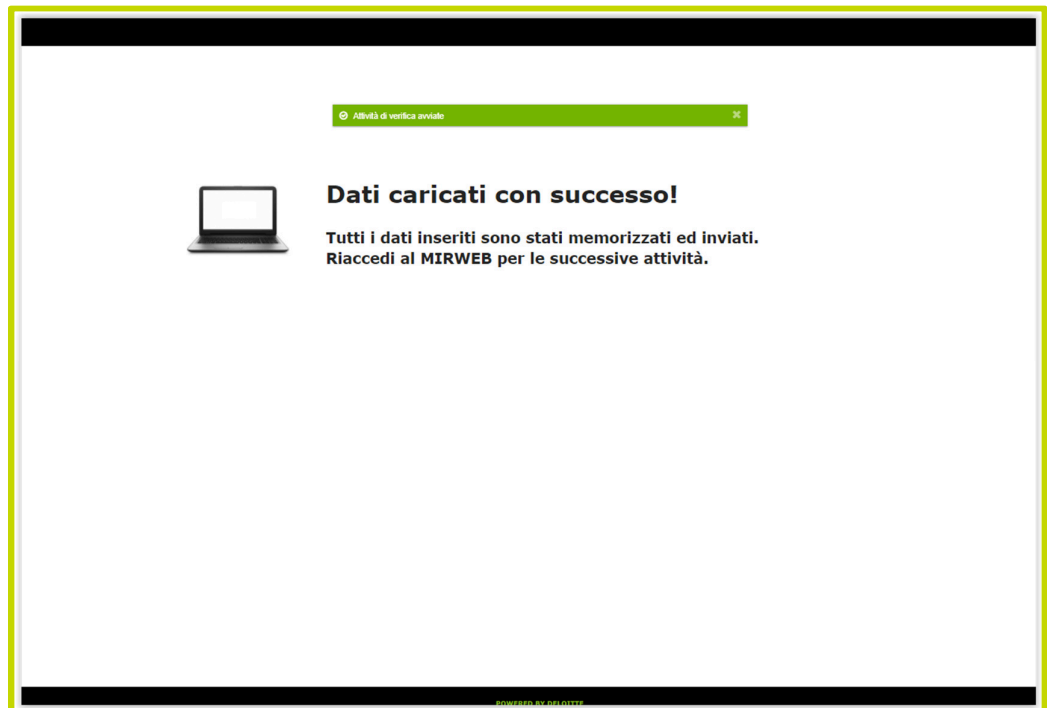 Attività di verifica avviate
Dati caricati con successo!
Tutti i dati inseriti sono stati memorizzati ed inviati.
Riaccedi al MIRWEB per le successive attività.
POWERED BY DELOITTE